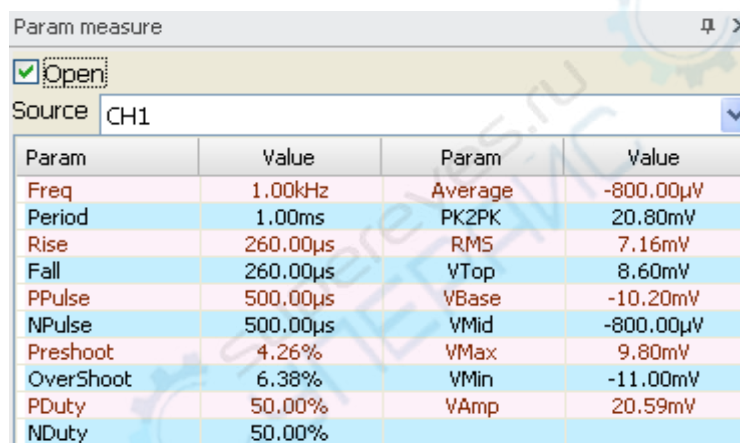 Param measure
Open
Source CH1
Param Value Param Value
Freq 1.00kHz Average -800.00µV
Period 1.00ms PK2PK 20.80mV
Rise 260.00µs RMS 7.16mV
Fall 260.00µs VTop 8.60mV
PPulse 500.00µs VBase -10.20mV
NPulse 500.00µs VMid -800.00µV
Preshoot 4.26% VMax 9.80mV
OverShoot 6.38% VMin -11.00mV
PDuty 50.00% VAmp 20.59mV
NDuty 50.00%
supereyes.ru